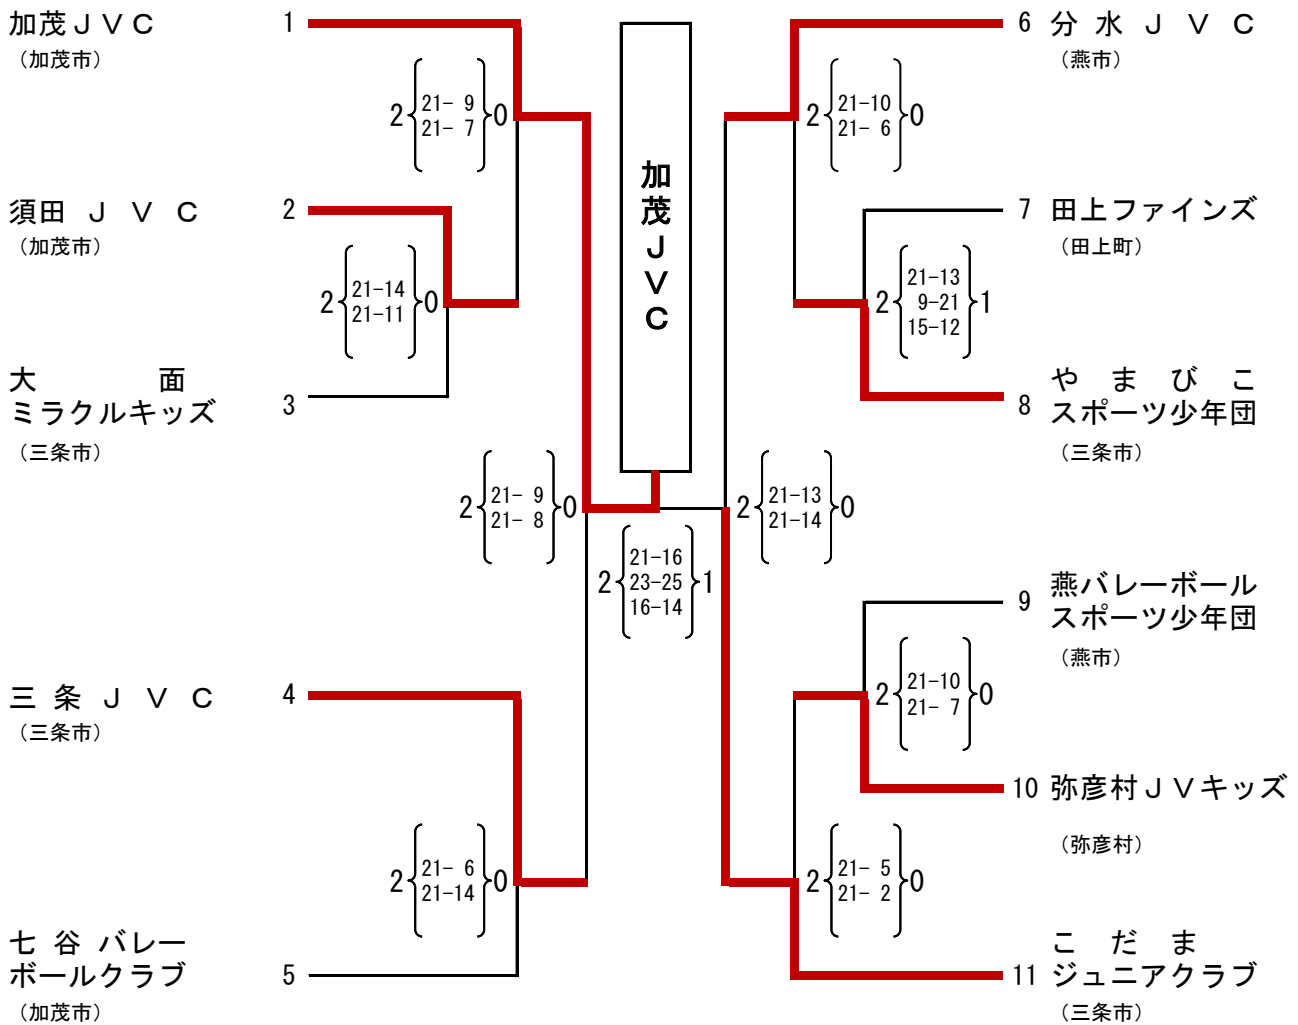 加茂ＪＶＣ
1
（加茂市）
2
21- 9
21- 7
0
須田 Ｊ Ｖ Ｃ
2
（加茂市）
2
21-14
21-11
0
大 面
ミラクルキッズ
3
（三条市）
2
21- 9
21- 8
0
三 条 Ｊ Ｖ Ｃ
4
（三条市）
2
21- 6
21-14
0
七 谷 バレー
ボールクラブ
5
（加茂市）
加茂ＪＶＣ
2
21-16
23-25
16-14
1
6
分 水 Ｊ Ｖ Ｃ
（燕市）
2
21-10
21- 6
0
7
田上ファインズ
（田上町）
2
21-13
9-21
15-12
1
や ま び こ
8
スポーツ少年団
（三条市）
2
21-13
21-14
0
燕バレーボール
9
スポーツ少年団
（燕市）
2
21-10
21- 7
0
10
弥彦村ＪＶキッズ
（弥彦村）
2
21- 5
21- 2
0
こ だ ま
11
ジュニアクラブ
（三条市）